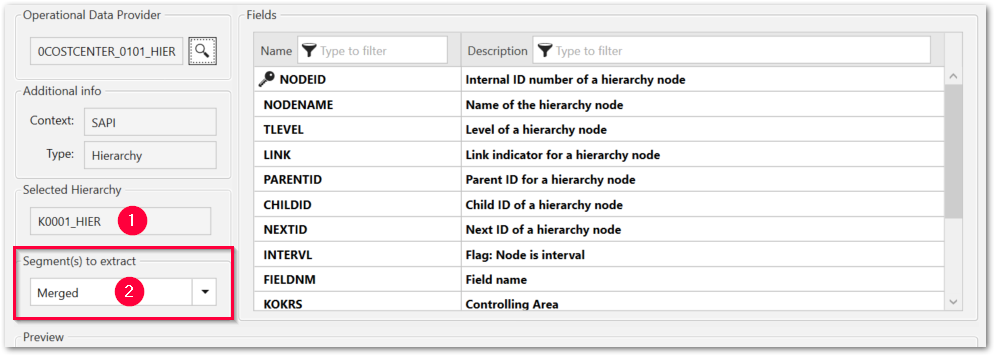 Operational Data Provider
0COSTCENTER_0101_HIER
Additional info
Context: SAPI
Type: Hierarchy
Selected Hierarchy
K0001_HIER 1
Segment(s) to extract
Merged 2
Fields
Name Type to filter Description Type to filter
NODEID Internal ID number of a hierarchy node
NODENAME Name of the hierarchy node
TLEVEL Level of a hierarchy node
LINK Link indicator for a hierarchy node
PARENTID Parent ID for a hierarchy node
CHILDID Child ID of a hierarchy node
NEXTID Next ID of a hierarchy node
INTERVL Flag: Node is interval
FIELDNM Field name
KOKRS Controlling Area
Preview